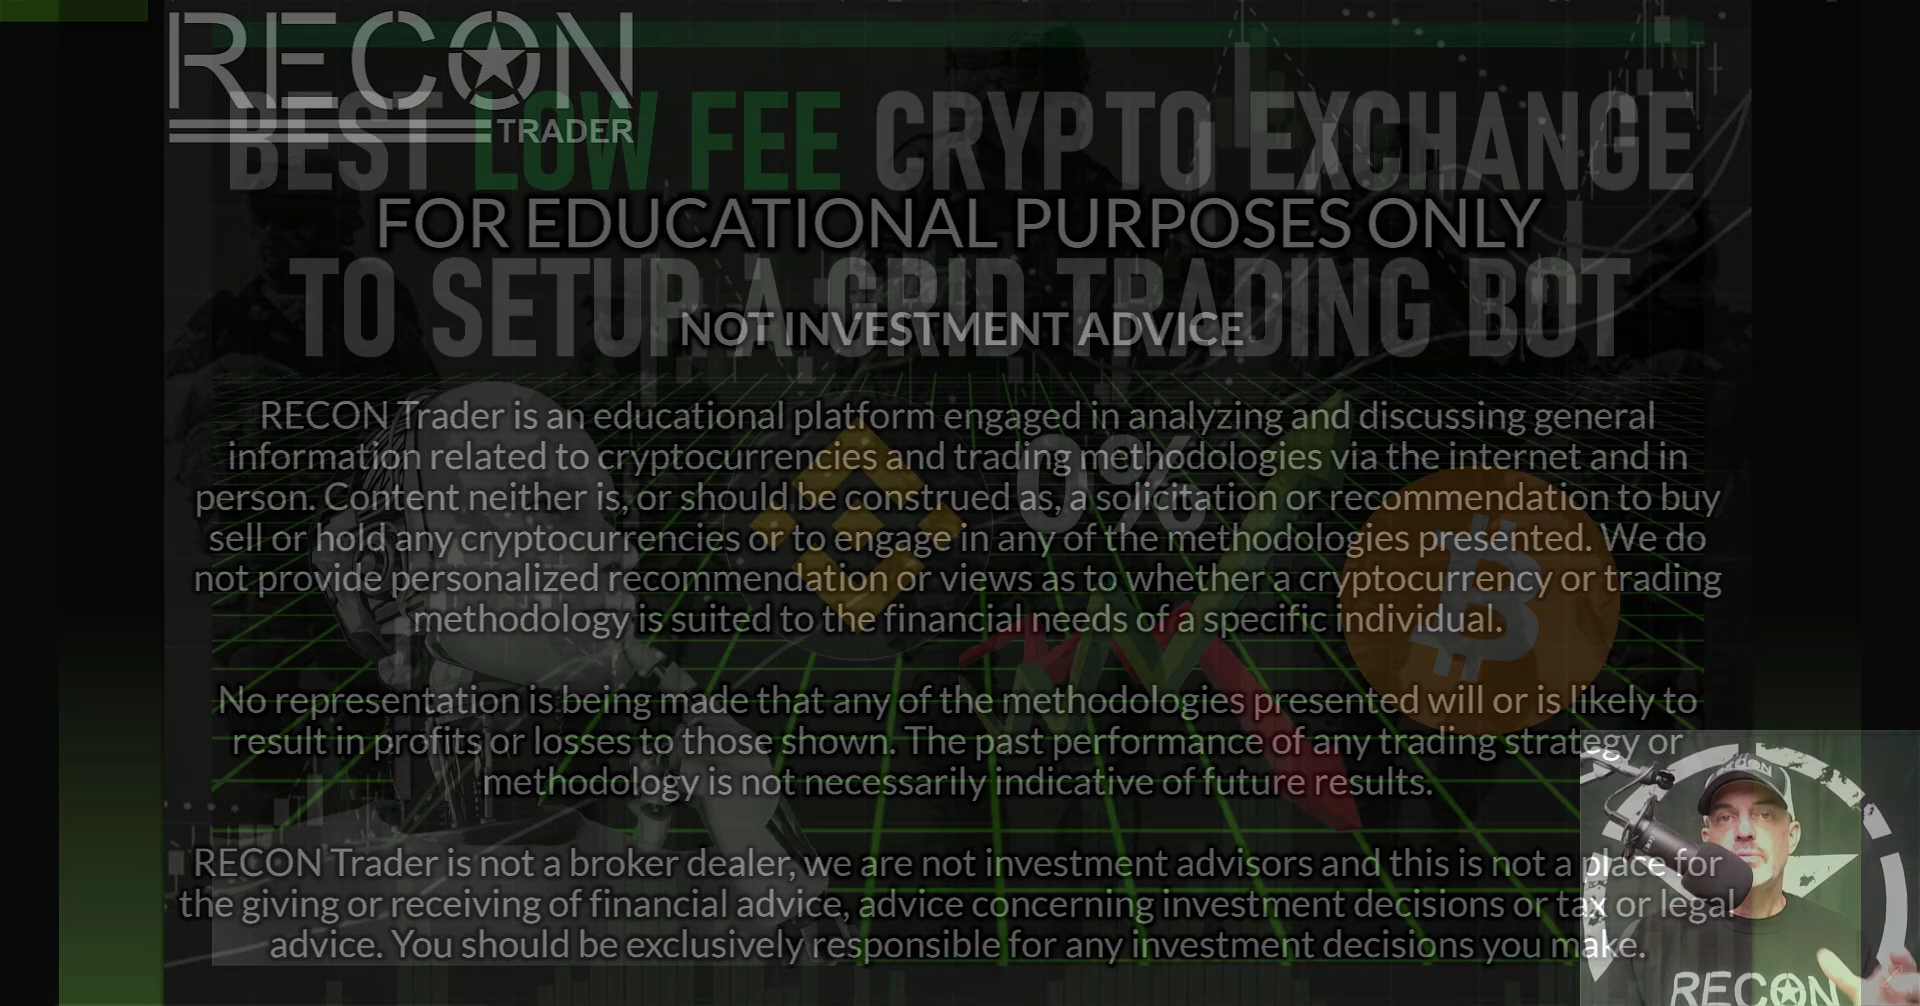 RECON
TRADER
BEST LOW FEE CRYPTO EXCHANGE
FOR EDUCATIONAL PURPOSES ONLY
TO SETUP A GRID TRADING BOT
NOT INVESTMENT ADVICE
RECON Trader is an educational platform engaged in analyzing and discussing general
information related to cryptocurrencies and trading methodologies via the internet and in
person. Content neither is, or should be construed as, a solicitation or recommendation to buy
sell or hold any cryptocurrencies or to engage in any of the methodologies presented. We do
not provide personalized recommendation or views as to whether a cryptocurrency or trading
methodology is suited to the financial needs of a specific individual.
0%
No representation is being made that any of the methodologies presented will or is likely to
result in profits or losses to those shown. The past performance of any trading strategy or
methodology is not necessarily indicative of future results.
RECON Trader is not a broker dealer, we are not investment advisors and this is not a place for
the giving or receiving of financial advice, advice concerning investment decisions or tax or legal
advice. You should be exclusively responsible for any investment decisions you make.
RECON
RECON